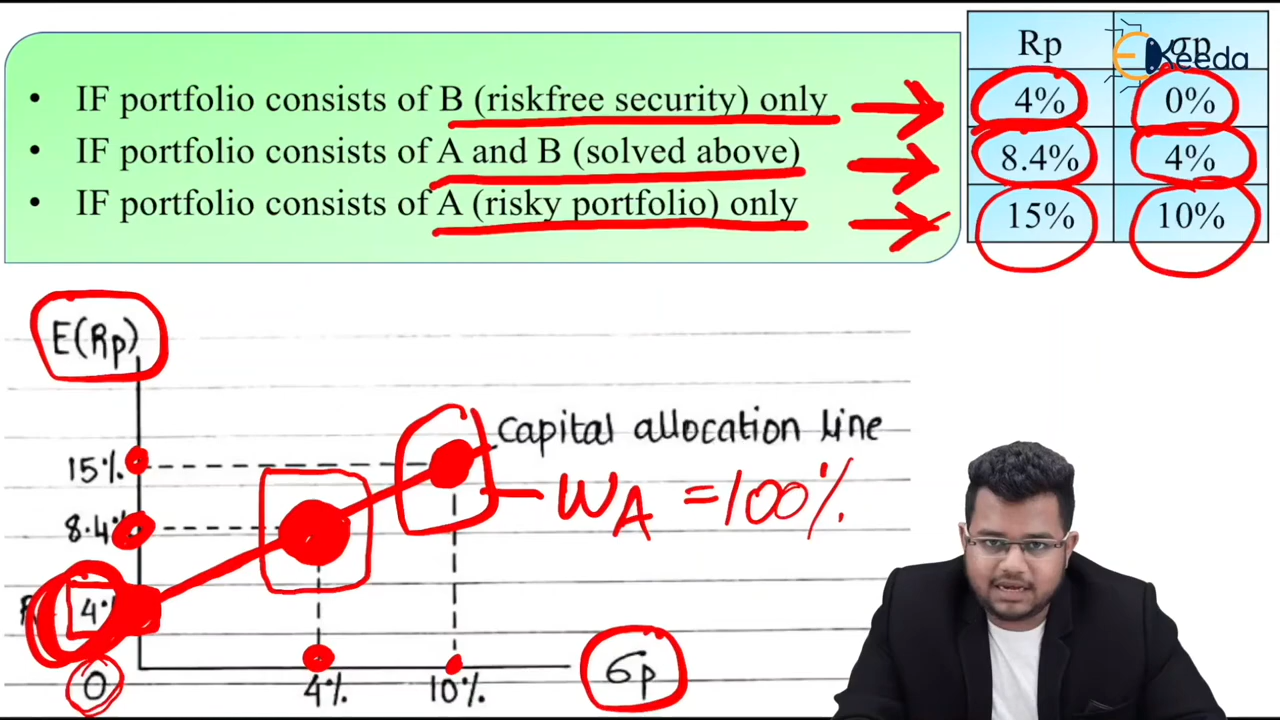 Rp σp
Ekeeda
• IF portfolio consists of B (riskfree security) only 4% 0%
• IF portfolio consists of A and B (solved above) 8.4% 4%
• IF portfolio consists of A (risky portfolio) only 15% 10%
E(Rp)
Capital allocation line
15%
WA = 100%
8.4%
4%
0 4% 10% σp